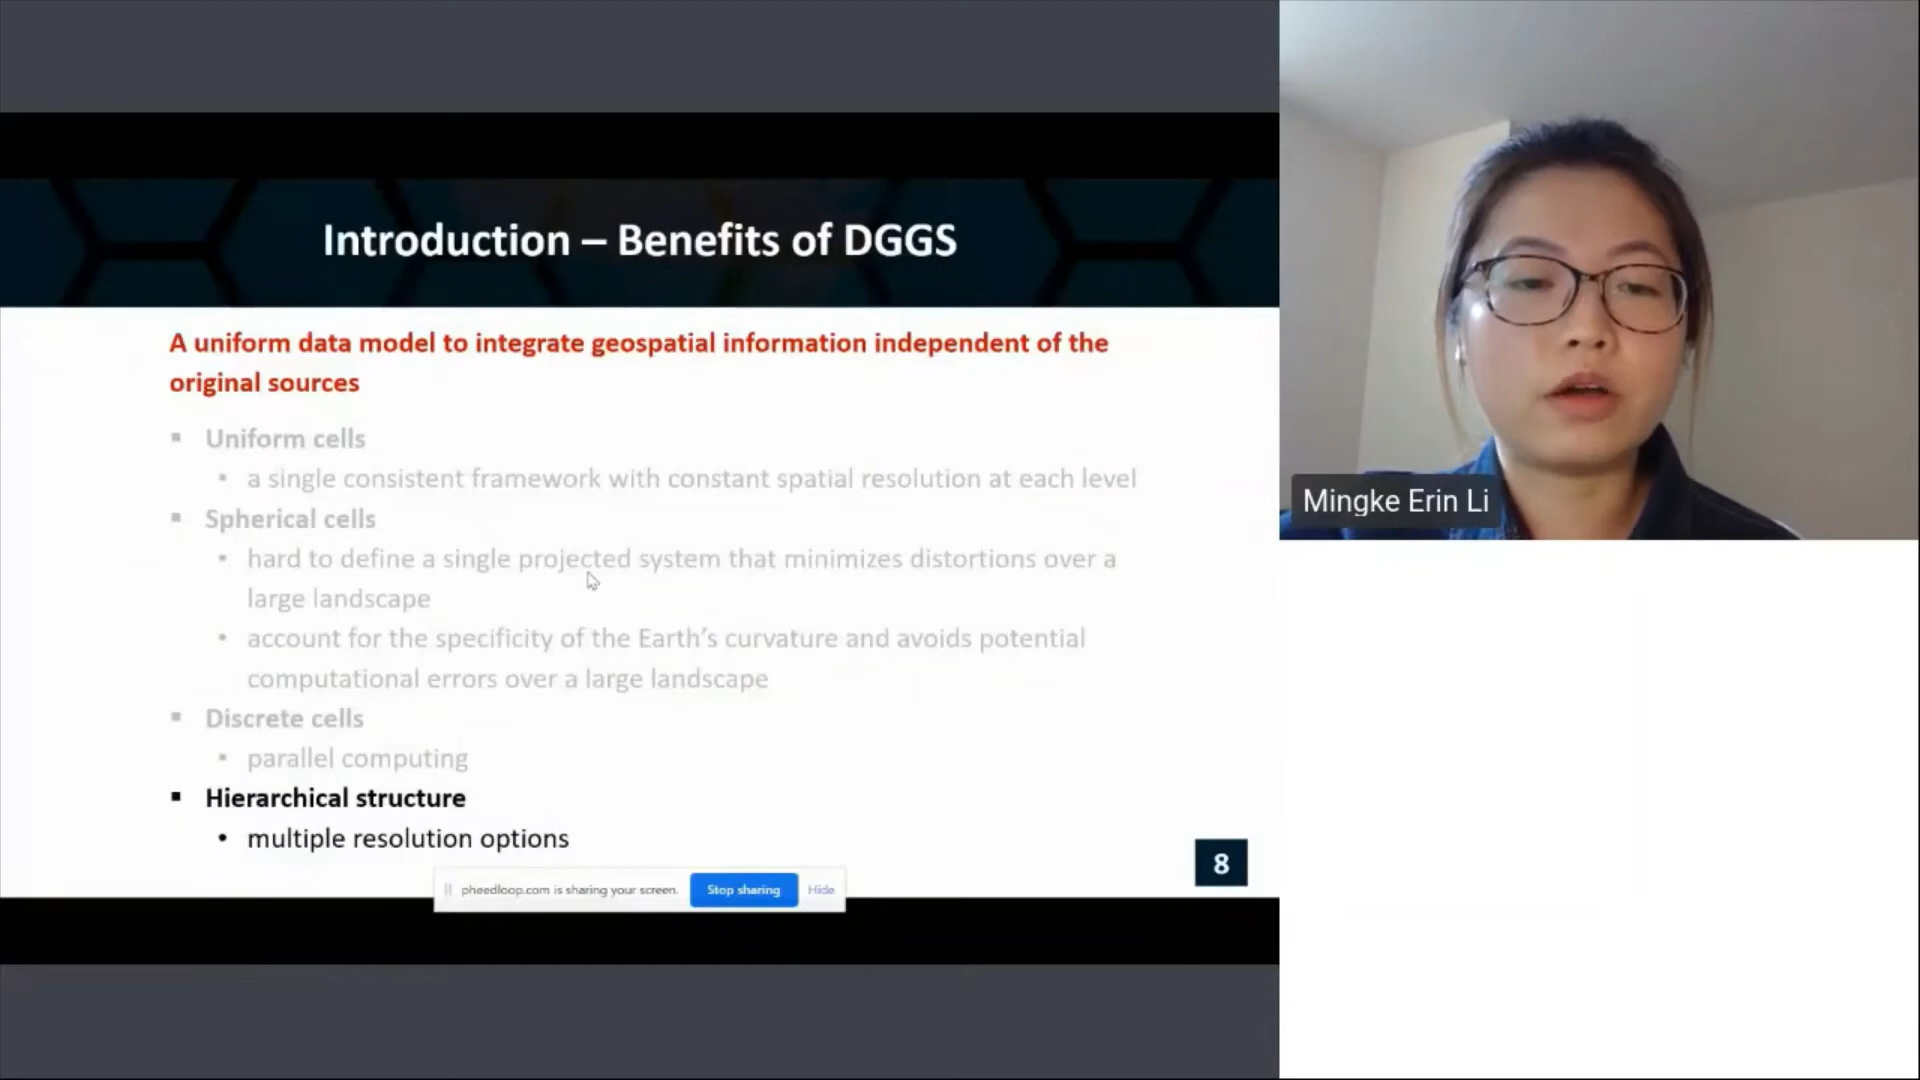 Introduction – Benefits of DGGS
A uniform data model to integrate geospatial information independent of the
original sources
▪ Uniform cells
• a single consistent framework with constant spatial resolution at each level
▪ Spherical cells
• hard to define a single projected system that minimizes distortions over a
large landscape
• account for the specificity of the Earth's curvature and avoids potential
computational errors over a large landscape
▪ Discrete cells
• parallel computing
▪ Hierarchical structure
• multiple resolution options
8
pheedloop.com is sharing your screen. Stop sharing Hide
Mingke Erin Li